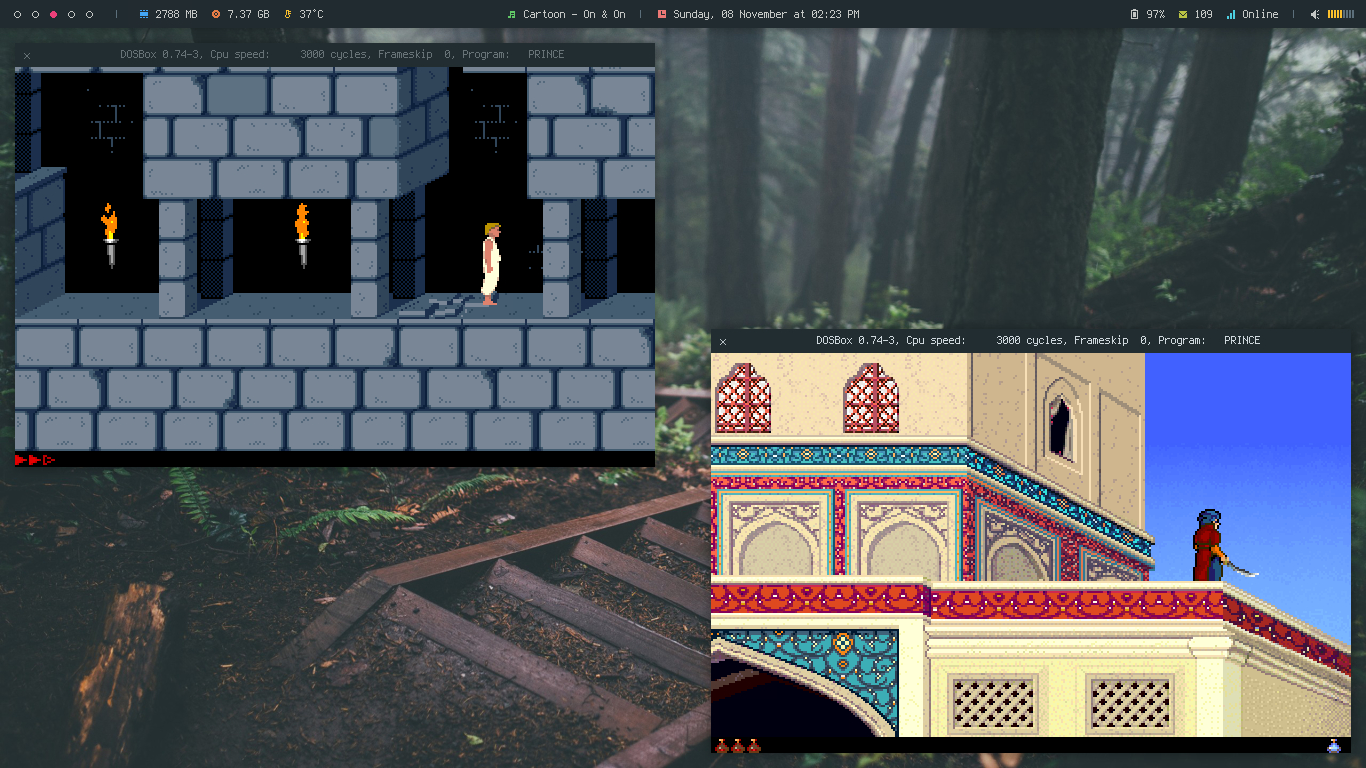 2788 MB 7.37 GB 37°C Cartoon - On & On Sunday, 08 November at 02:23 PM 97% 109 Online
DOSBox 0.74-3, Cpu speed: 3000 cycles, Frameskip 0, Program: PRINCE
DOSBox 0.74-3, Cpu speed: 3000 cycles, Frameskip 0, Program: PRINCE